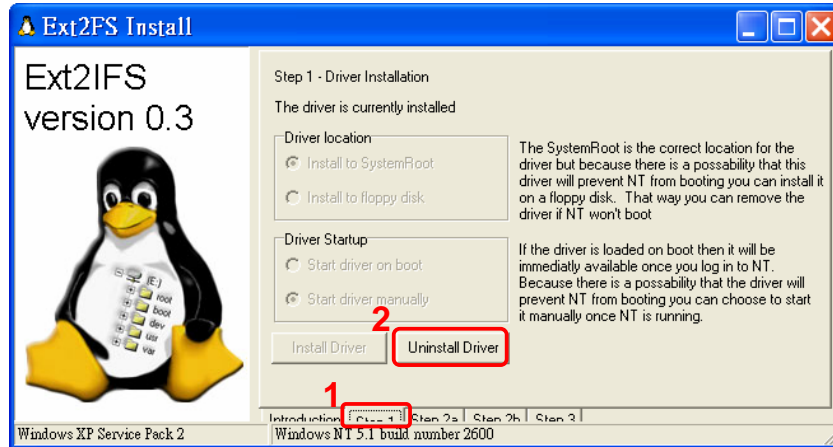 Ext2FS Install
Ext2IFS
version 0.3
(E:)
root
boot
dev
usr
var
Step 1 - Driver Installation
The driver is currently installed
Driver location
Install to SystemRoot
Install to floppy disk
The SystemRoot is the correct location for the
driver but because there is a possability that this
driver will prevent NT from booting you can install it
on a floppy disk. That way you can remove the
driver if NT won't boot
Driver Startup
Start driver on boot
Start driver manually
If the driver is loaded on boot then it will be
immediatly available once you log in to NT.
Because there is a possability that the driver will
prevent NT from booting you can choose to start
it manually once NT is running.
2
Install Driver
Uninstall Driver
1
Introduction
Step 1
Step 2a
Step 2b
Step 3
Windows XP Service Pack 2
Windows NT 5.1 build number 2600